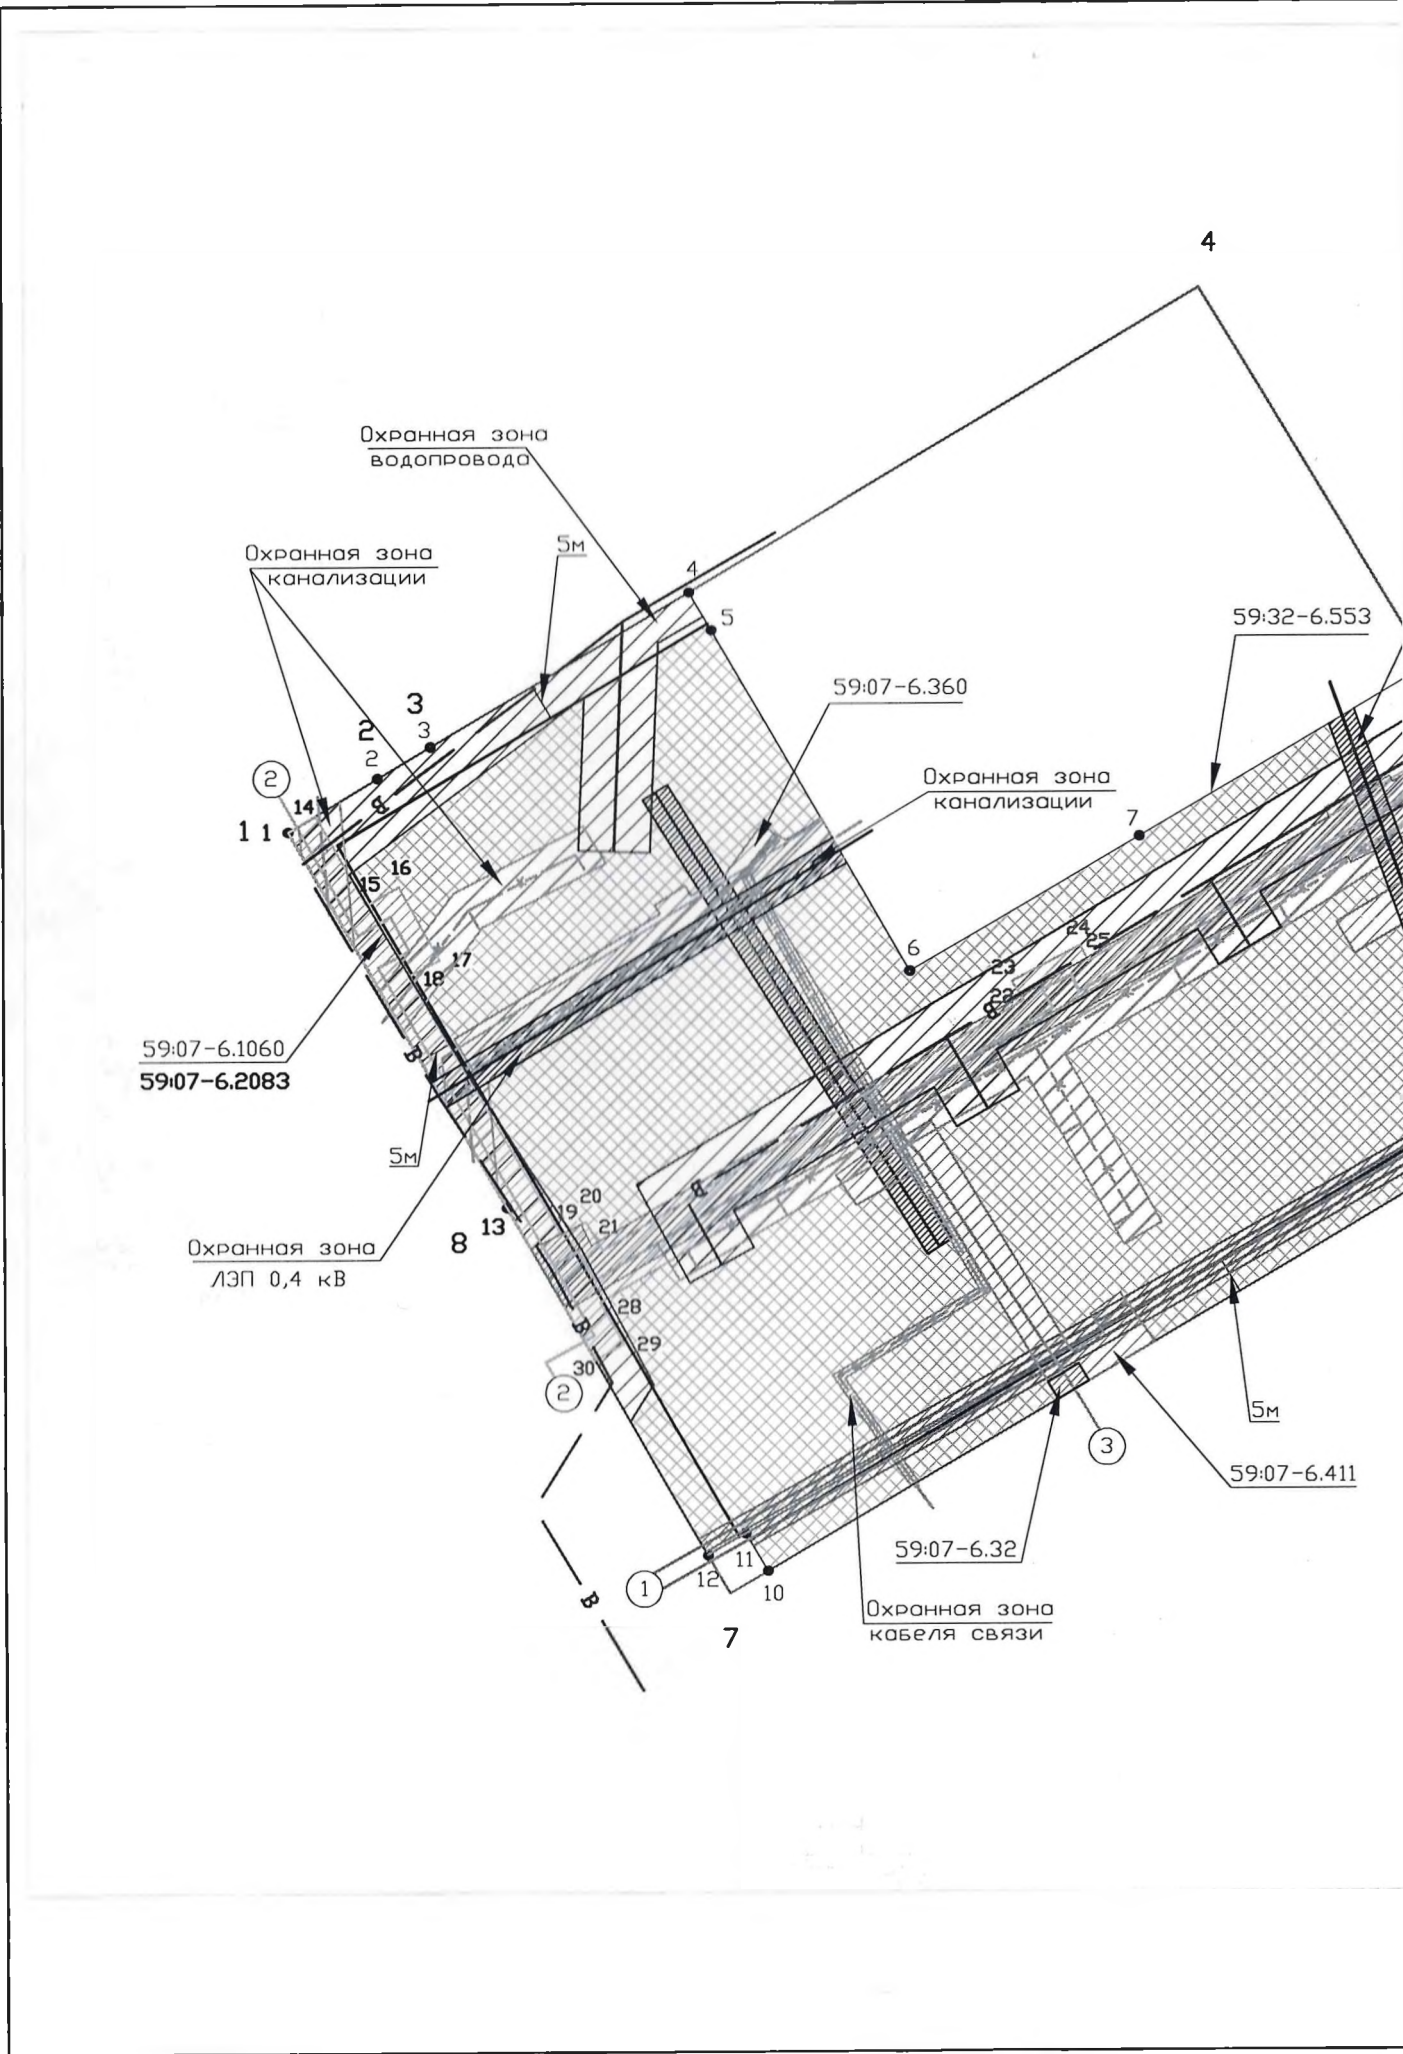 4
Охранная зона
водопровода
Охранная зона
канализации
5м
4
5
59:32-6.553
59:07-6.360
3
3
2
2
2
Охранная зона
канализации
14
1
1
В
7
16
15
17
18
6
24
25
23
22
В
59:07-6.1060
59:07-6.2083
В
5м
В
20
19
21
13
8
Охранная зона
ЛЭП 0,4 кВ
28
В
29
30
2
5м
3
59:07-6.411
59:07-6.32
11
12
10
1
В
Охранная зона
кабеля связи
7